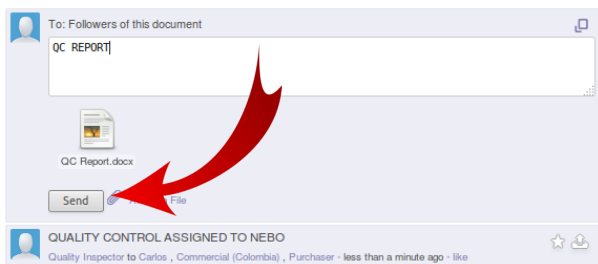 To: Followers of this document
QC REPORT
QC Report.docx
Send
File
QUALITY CONTROL ASSIGNED TO NEBO
Quality Inspector to Carlos , Commercial (Colombia) , Purchaser - less than a minute ago - like